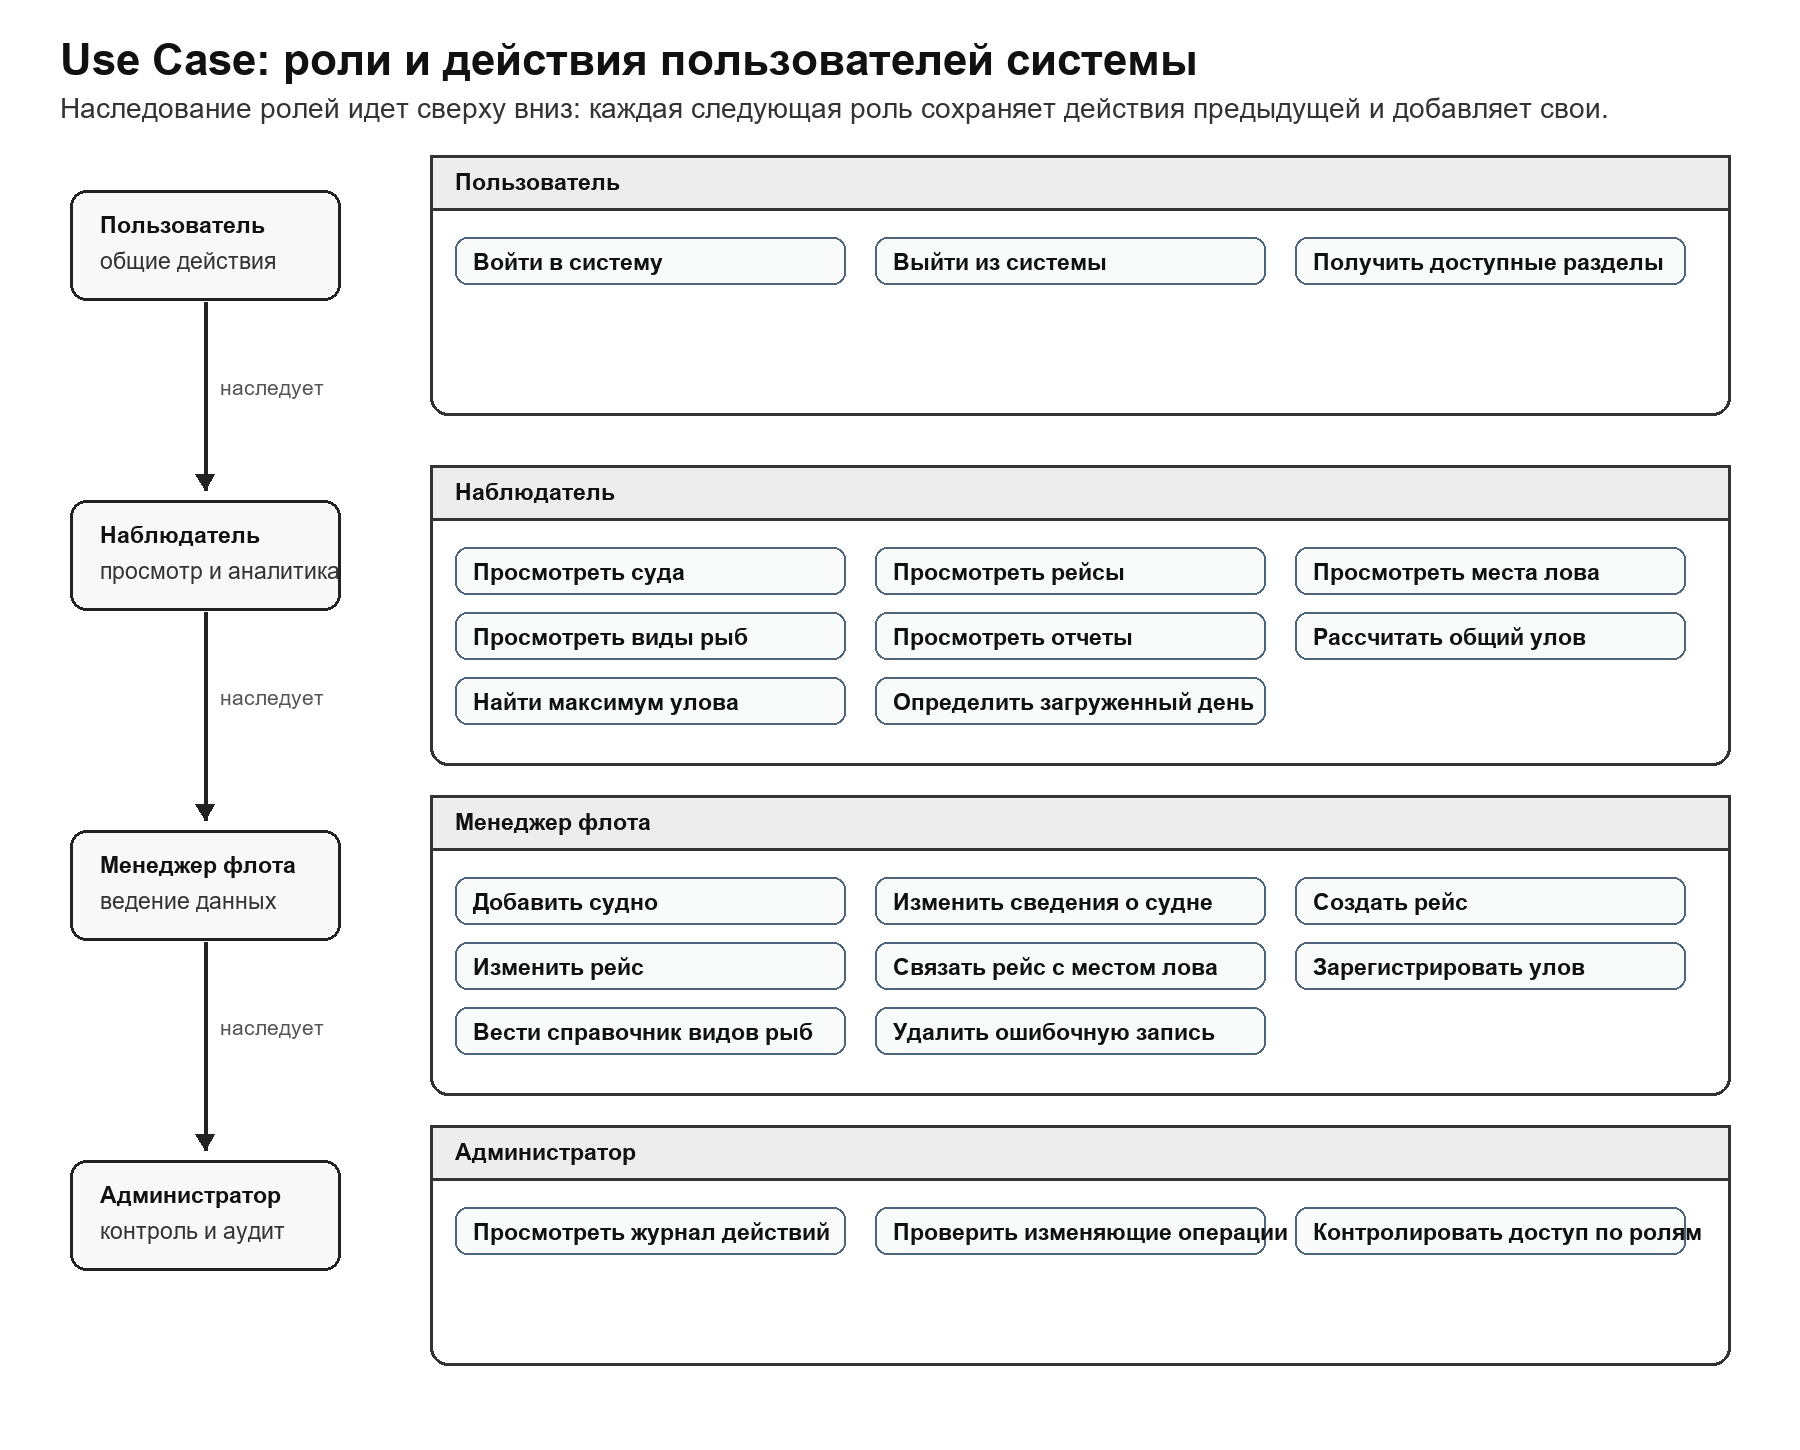 Use Case: роли и действия пользователей системы
Наследование ролей идет сверху вниз: каждая следующая роль сохраняет действия предыдущей и добавляет свои.
Пользователь
общие действия
наследует
Пользователь
Войти в систему
Выйти из системы
Получить доступные разделы
Наблюдатель
просмотр и аналитика
наследует
Наблюдатель
Просмотреть суда
Просмотреть рейсы
Просмотреть места лова
Просмотреть виды рыб
Просмотреть отчеты
Рассчитать общий улов
Найти максимум улова
Определить загруженный день
Менеджер флота
ведение данных
наследует
Менеджер флота
Добавить судно
Изменить сведения о судне
Создать рейс
Изменить рейс
Связать рейс с местом лова
Зарегистрировать улов
Вести справочник видов рыб
Удалить ошибочную запись
Администратор
контроль и аудит
Администратор
Просмотреть журнал действий
Проверить изменяющие операции
Контролировать доступ по ролям